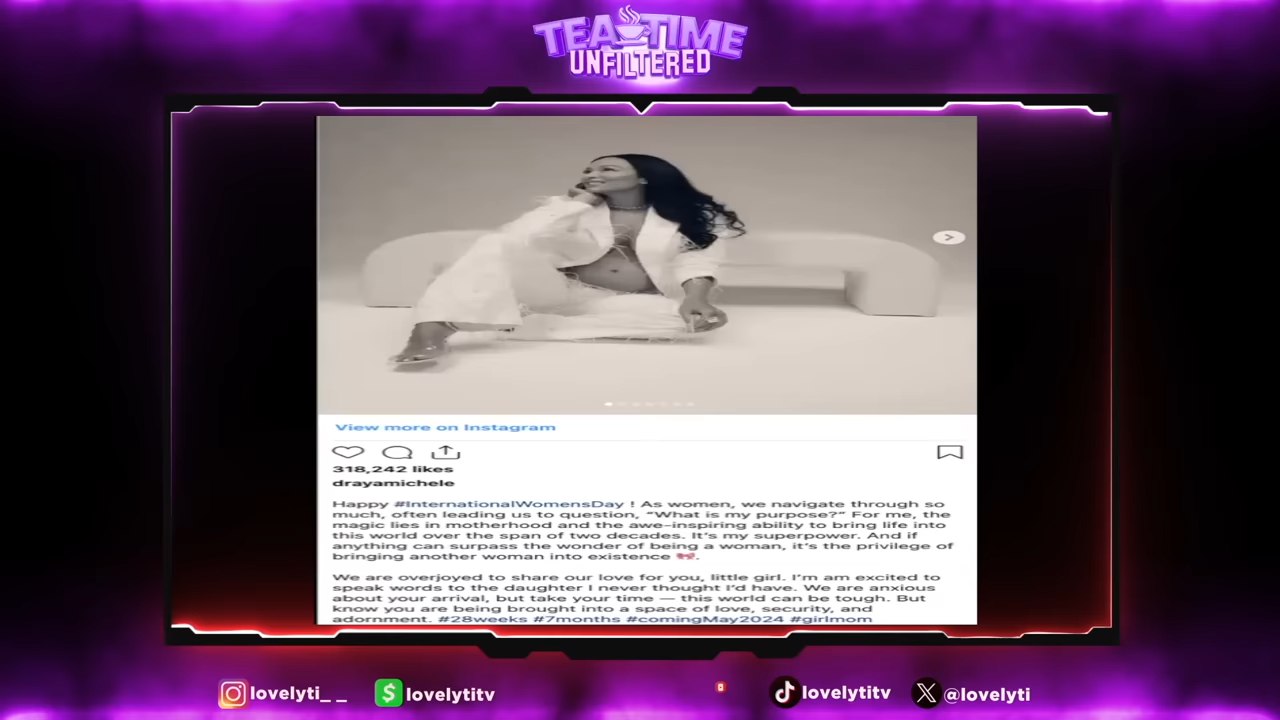 TEA TIME
UNFILTERED
View more on Instagram
318,242 likes
drayamichele
Happy #InternationalWomensDay ! As women, we navigate through so
much, often leading us to question, “What is my purpose?” For me, the
magic lies in motherhood and the awe-inspiring ability to bring life into
this world over the span of two decades. It’s my superpower. And if
anything can surpass the wonder of being a woman, it’s the privilege of
bringing another woman into existence 🎀.
We are overjoyed to share our love for you, little girl. I’m am excited to
speak words to the daughter I never thought I’d have. We are anxious
about your arrival, but take your time — this world can be tough. But
know you are being brought into a space of love, security, and
adornment. #28weeks #7months #comingMay2024 #girlmom
lovelyti_ _
lovelytitv
lovelytitv
@lovelyti